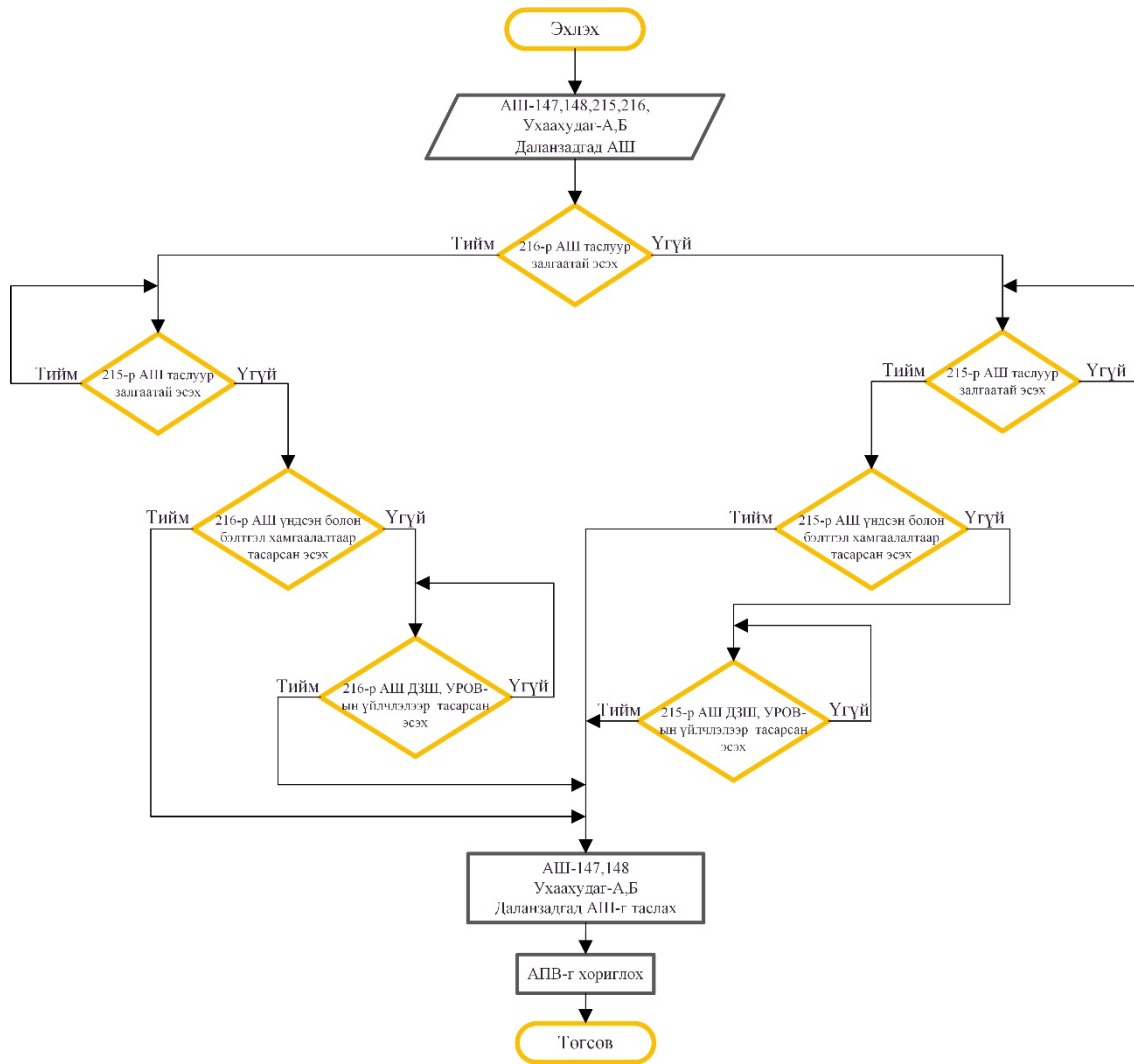 Эхлэх
АШ-147,148,215,216,
Ухаахудаг-А,Б
Даланзадгад АШ
Тийм
216-р АШ таслуур
залгаатай эсэх
Үгүй
Тийм
215-р АШ таслуур
залгаатай эсэх
Үгүй
Тийм
215-р АШ таслуур
залгаатай эсэх
Үгүй
Тийм
216-р АШ үндсэн болон
бэлтгэл хамгаалалтаар
тасарсан эсэх
Үгүй
Тийм
215-р АШ үндсэн болон
бэлтгэл хамгаалалтаар
тасарсан эсэх
Үгүй
Тийм
216-р АШ ДЗШ, УРОВ-
ын үйлчлэлээр тасарсан
эсэх
Үгүй
Тийм
215-р АШ ДЗШ, УРОВ-
ын үйлчлэлээр тасарсан
эсэх
Үгүй
АШ-147,148
Ухаахудаг-А,Б
Даланзадгад АШ-г таслах
АПВ-г хориглох
Төгсөв